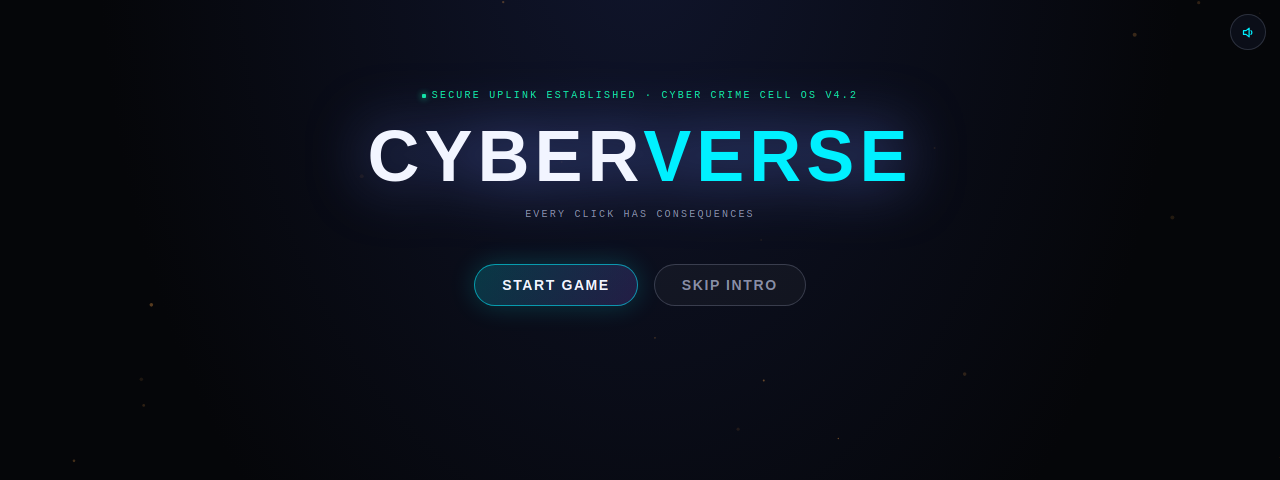 SECURE UPLINK ESTABLISHED · CYBER CRIME CELL OS V4.2
CYBERVERSE
EVERY CLICK HAS CONSEQUENCES
START GAME
SKIP INTRO